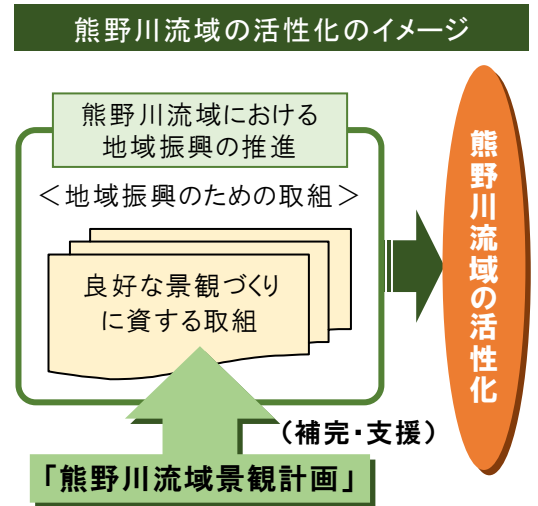 熊野川流域の活性化のイメージ
熊野川流域における
地域振興の推進
＜地域振興のための取組＞
良好な景観づくり
に資する取組
（補完・支援）
「熊野川流域景観計画」
熊野川流域の活性化